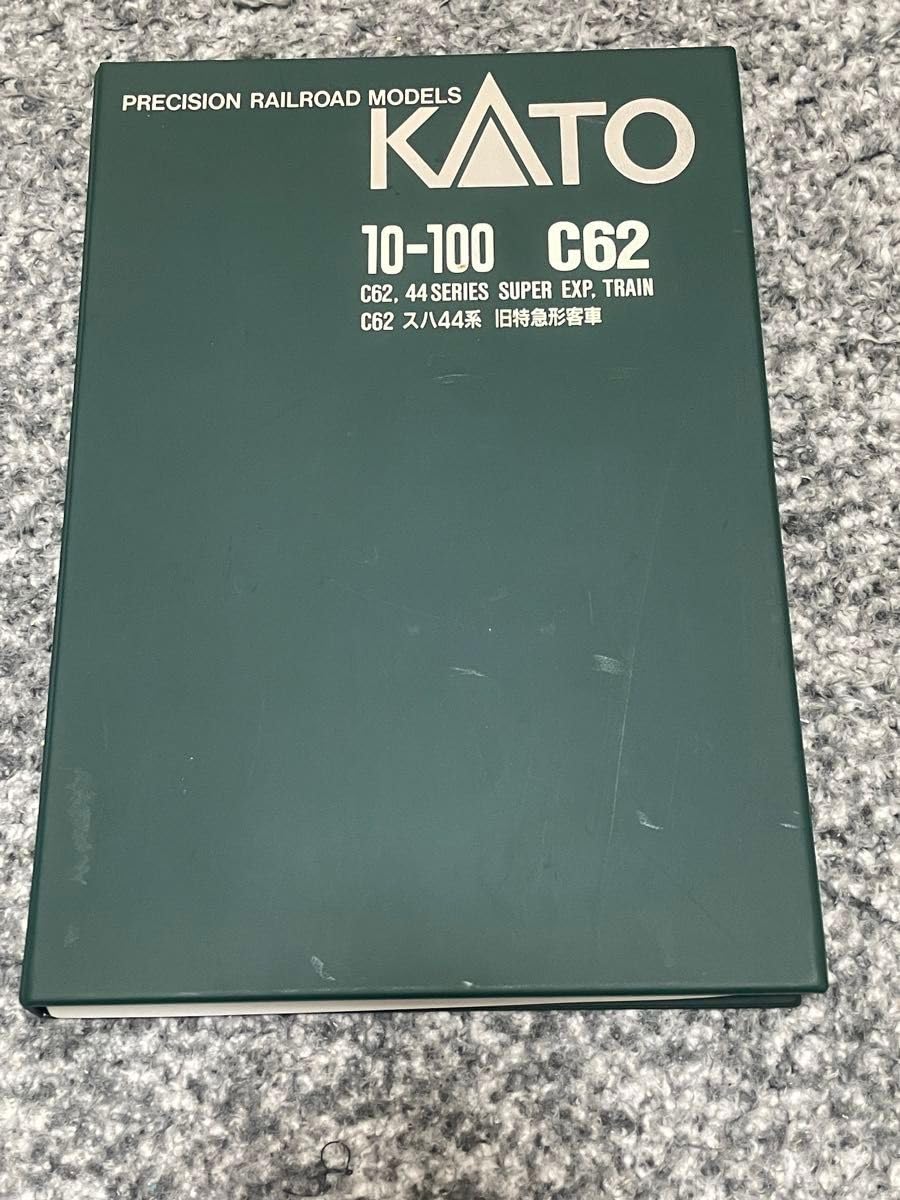 PRECISION RAILROAD MODELS
KATO
10-100 C62
C62, 44 SERIES SUPER EXP, TRAIN
C62 スハ44系 旧特急形客車